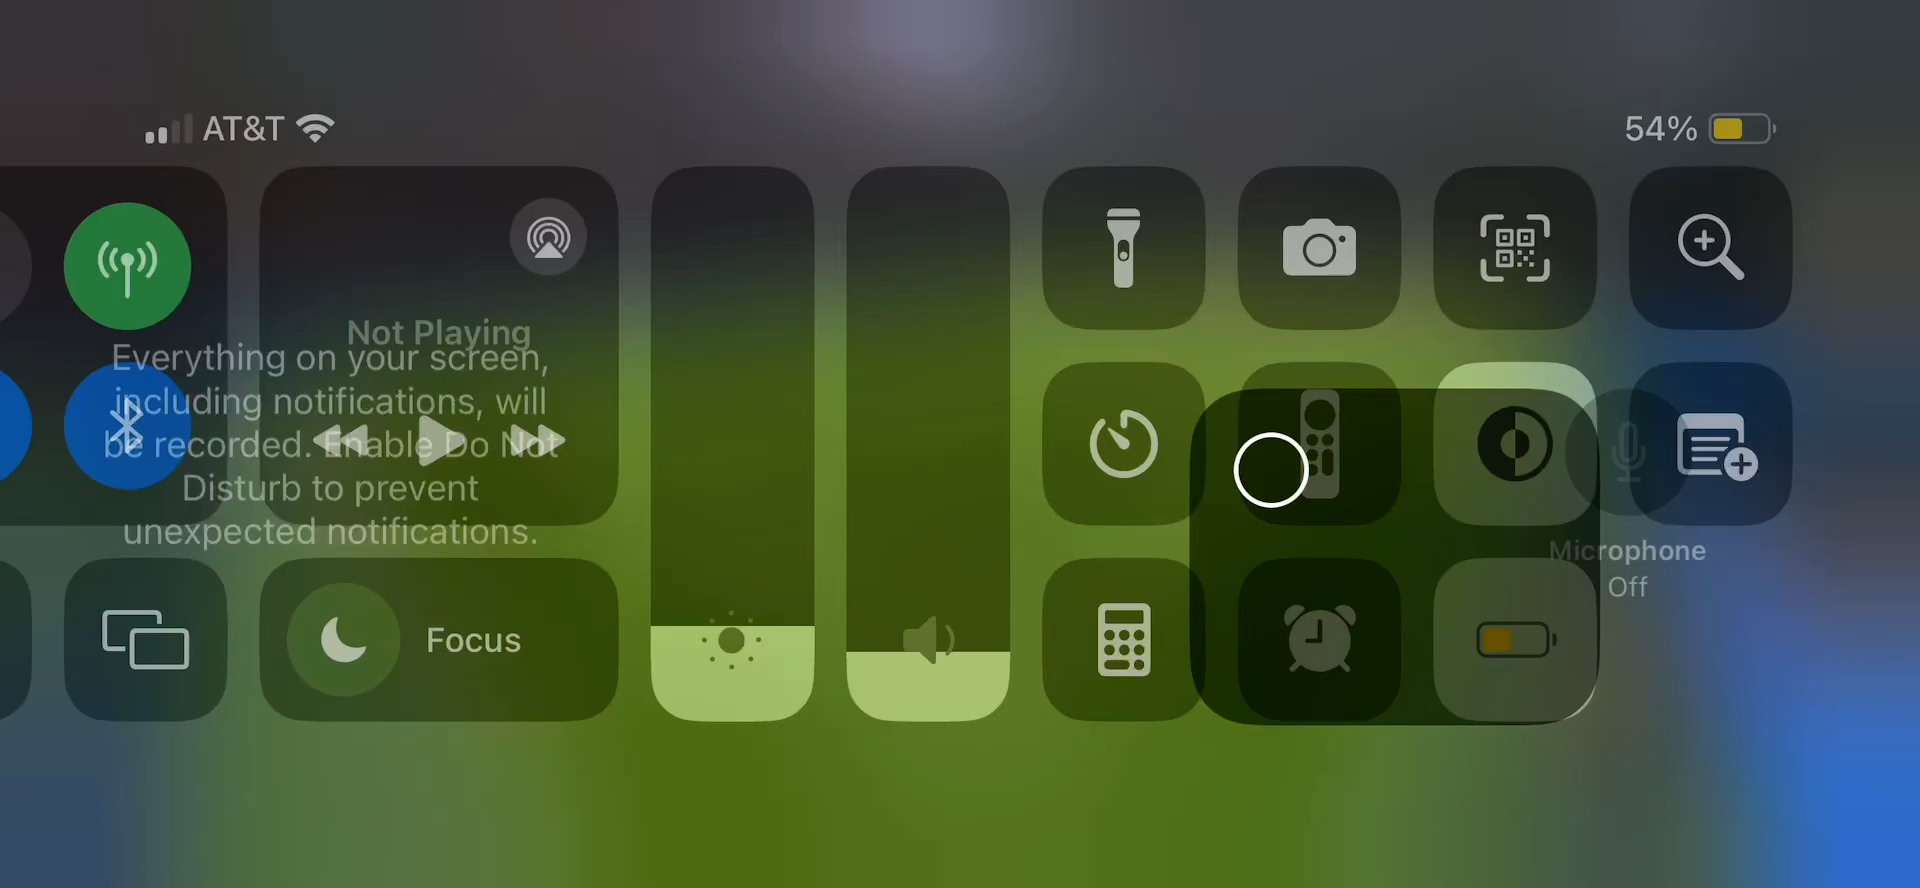 AT&T
54%
Not Playing
Everything on your screen,
including notifications, will
be recorded. Enable Do Not
Disturb to prevent
unexpected notifications.
Focus
Microphone
Off